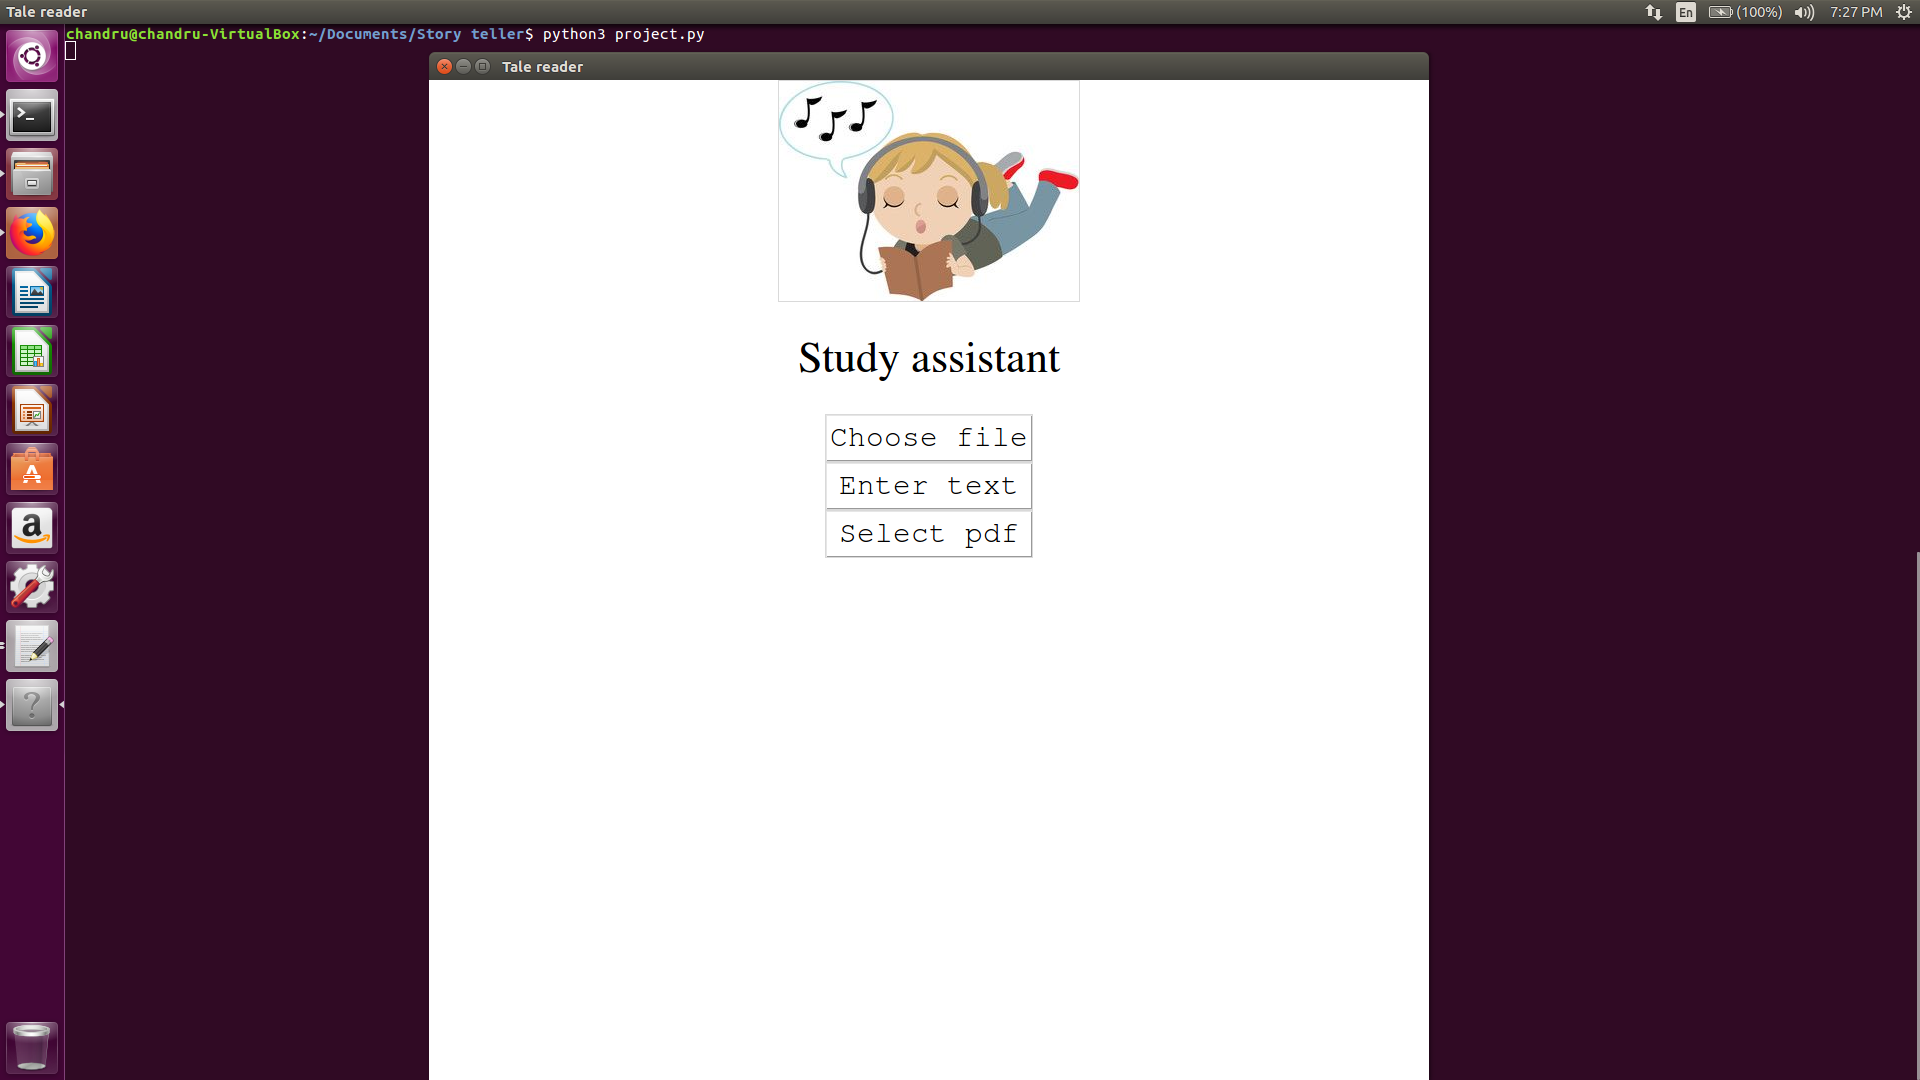 Tale reader
En
(100%)
7:27 PM
chandru@chandru-VirtualBox:~/Documents/Story teller$ python3 project.py
Tale reader
Study assistant
Choose file
Enter text
Select pdf